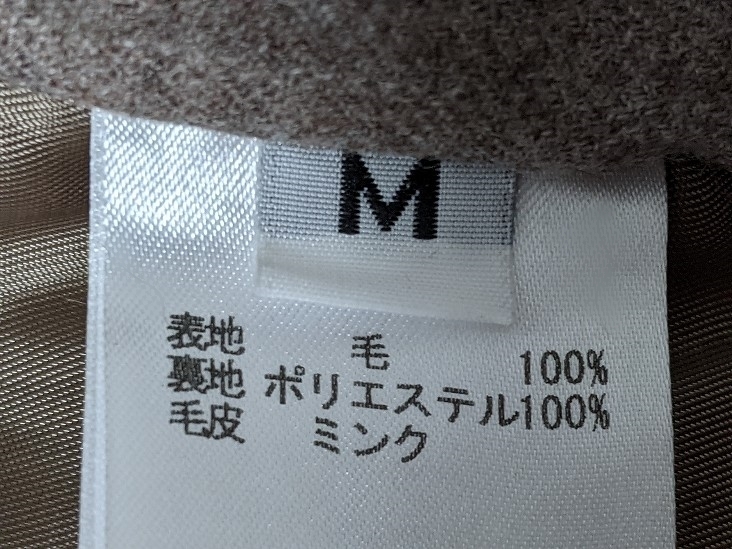 M
表地 毛 100%
裏地 ポリエステル100%
毛皮 ミンク